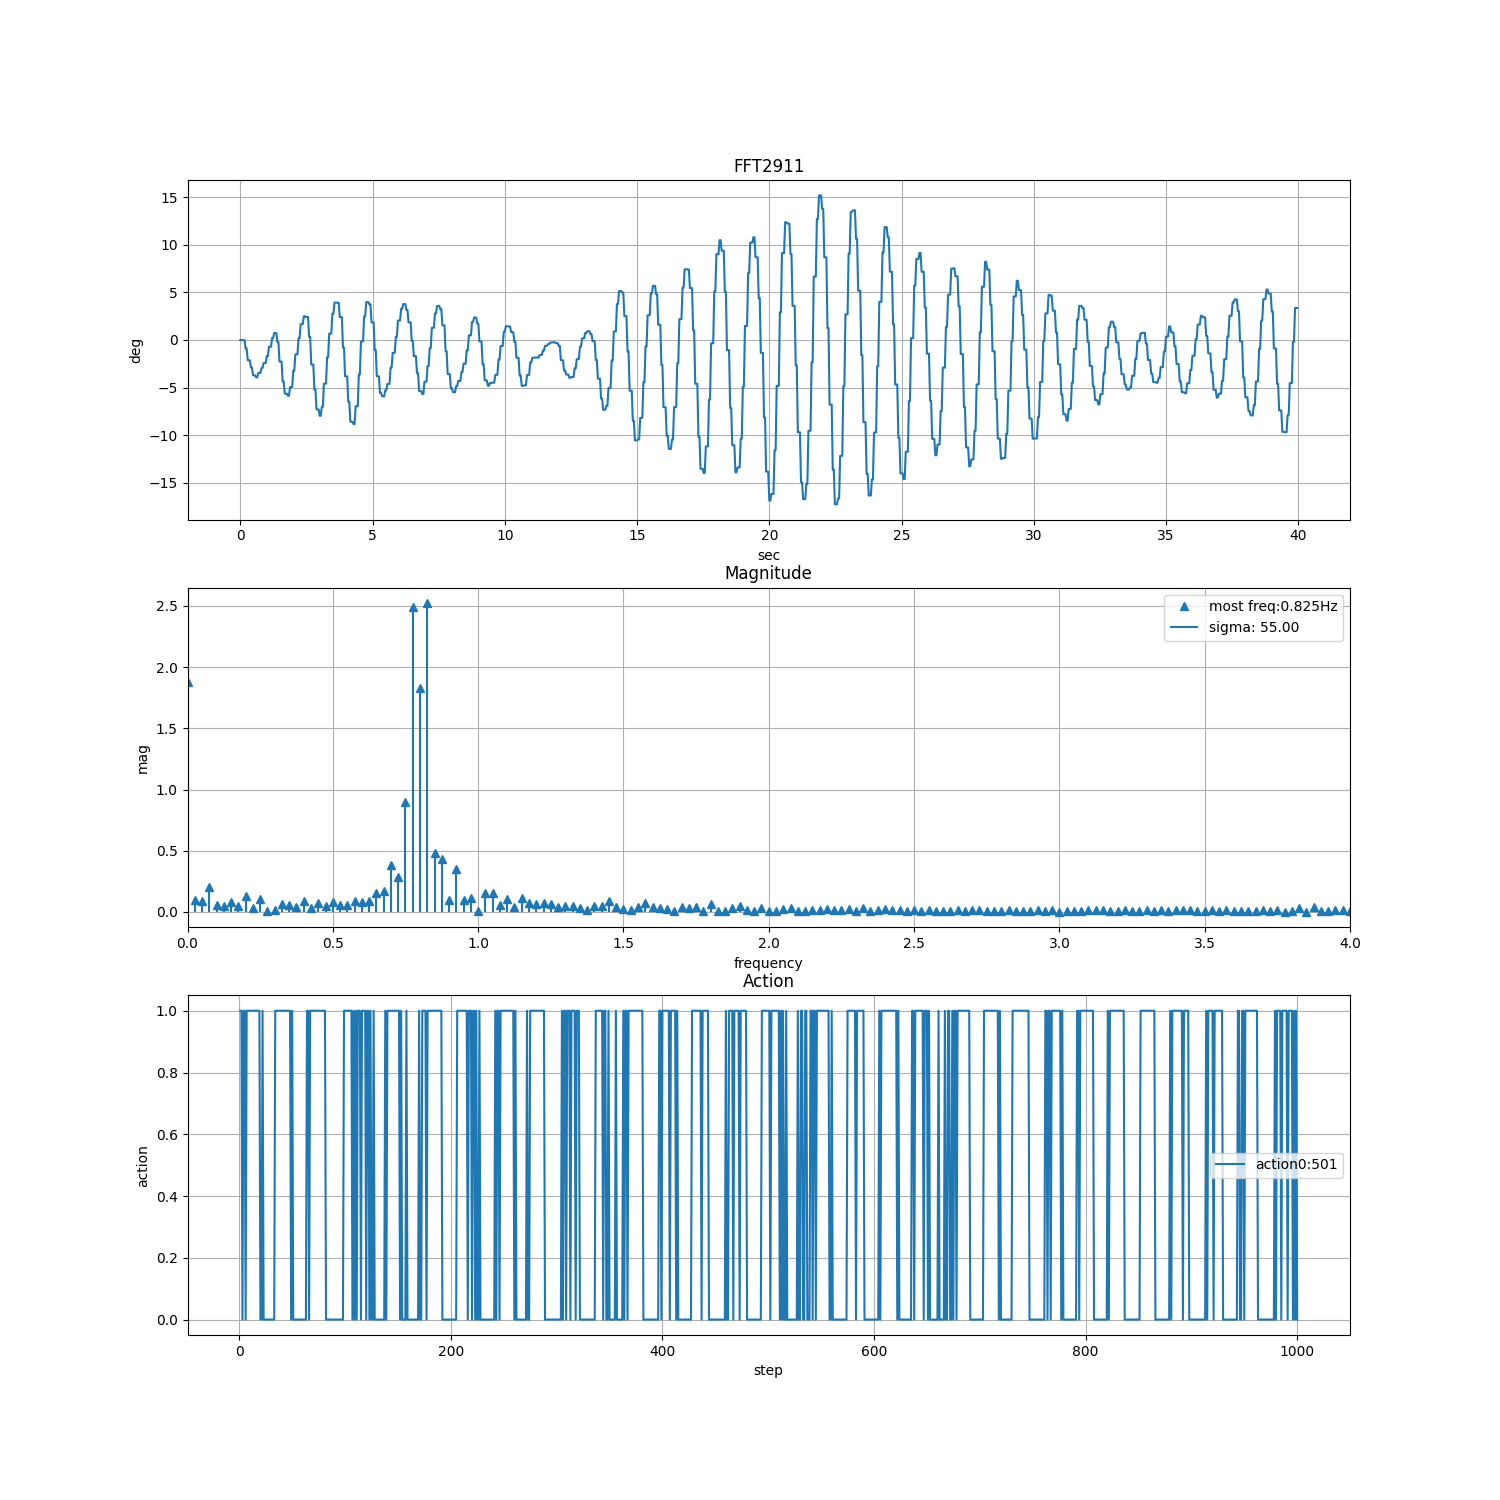 FFT2911
15
10
5
0
−5
−10
−15
deg
0 5 10 15 20 25 30 35 40
sec
Magnitude
2.5
2.0
1.5
1.0
0.5
0.0
mag
most freq:0.825Hz
sigma: 55.00
0.0 0.5 1.0 1.5 2.0 2.5 3.0 3.5 4.0
frequency
Action
1.0
0.8
0.6
0.4
0.2
0.0
action
action0:501
0 200 400 600 800 1000
step